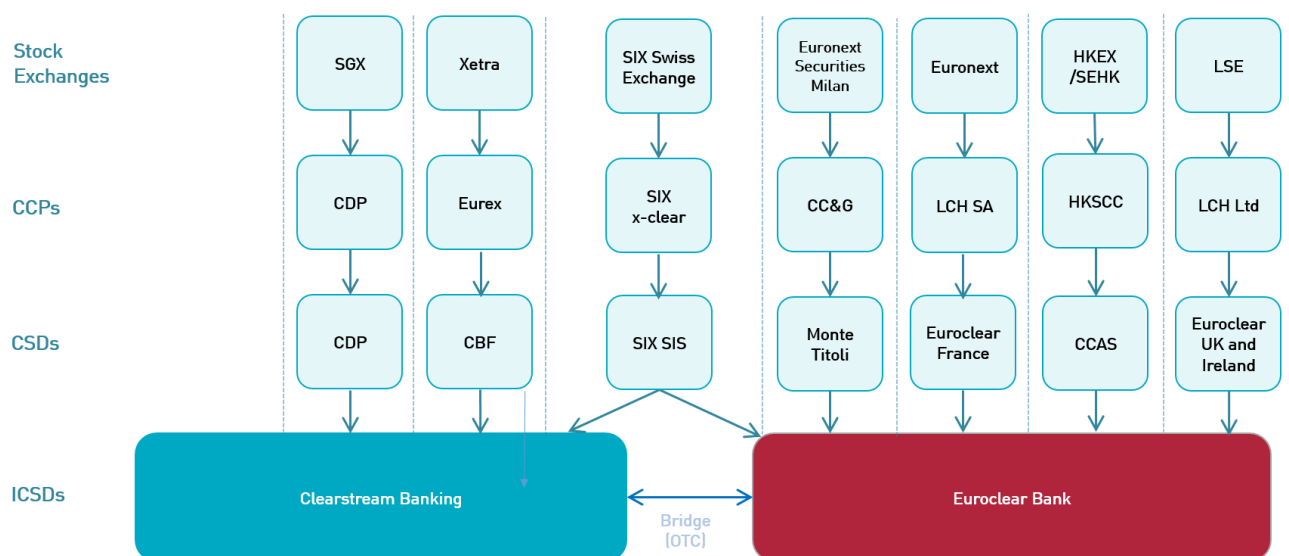 Stock
Exchanges
SGX
Xetra
SIX Swiss
Exchange
Euronext
Securities
Milan
Euronext
HKEX
/SEHK
LSE
CCPs
CDP
Eurex
SIX
x-clear
CC&G
LCH SA
HKSCC
LCH Ltd
CSDs
CDP
CBF
SIX SIS
Monte
Titoli
Euroclear
France
CCAS
Euroclear
UK and
Ireland
ICSDs
Clearstream Banking
Bridge
(OTC)
Euroclear Bank